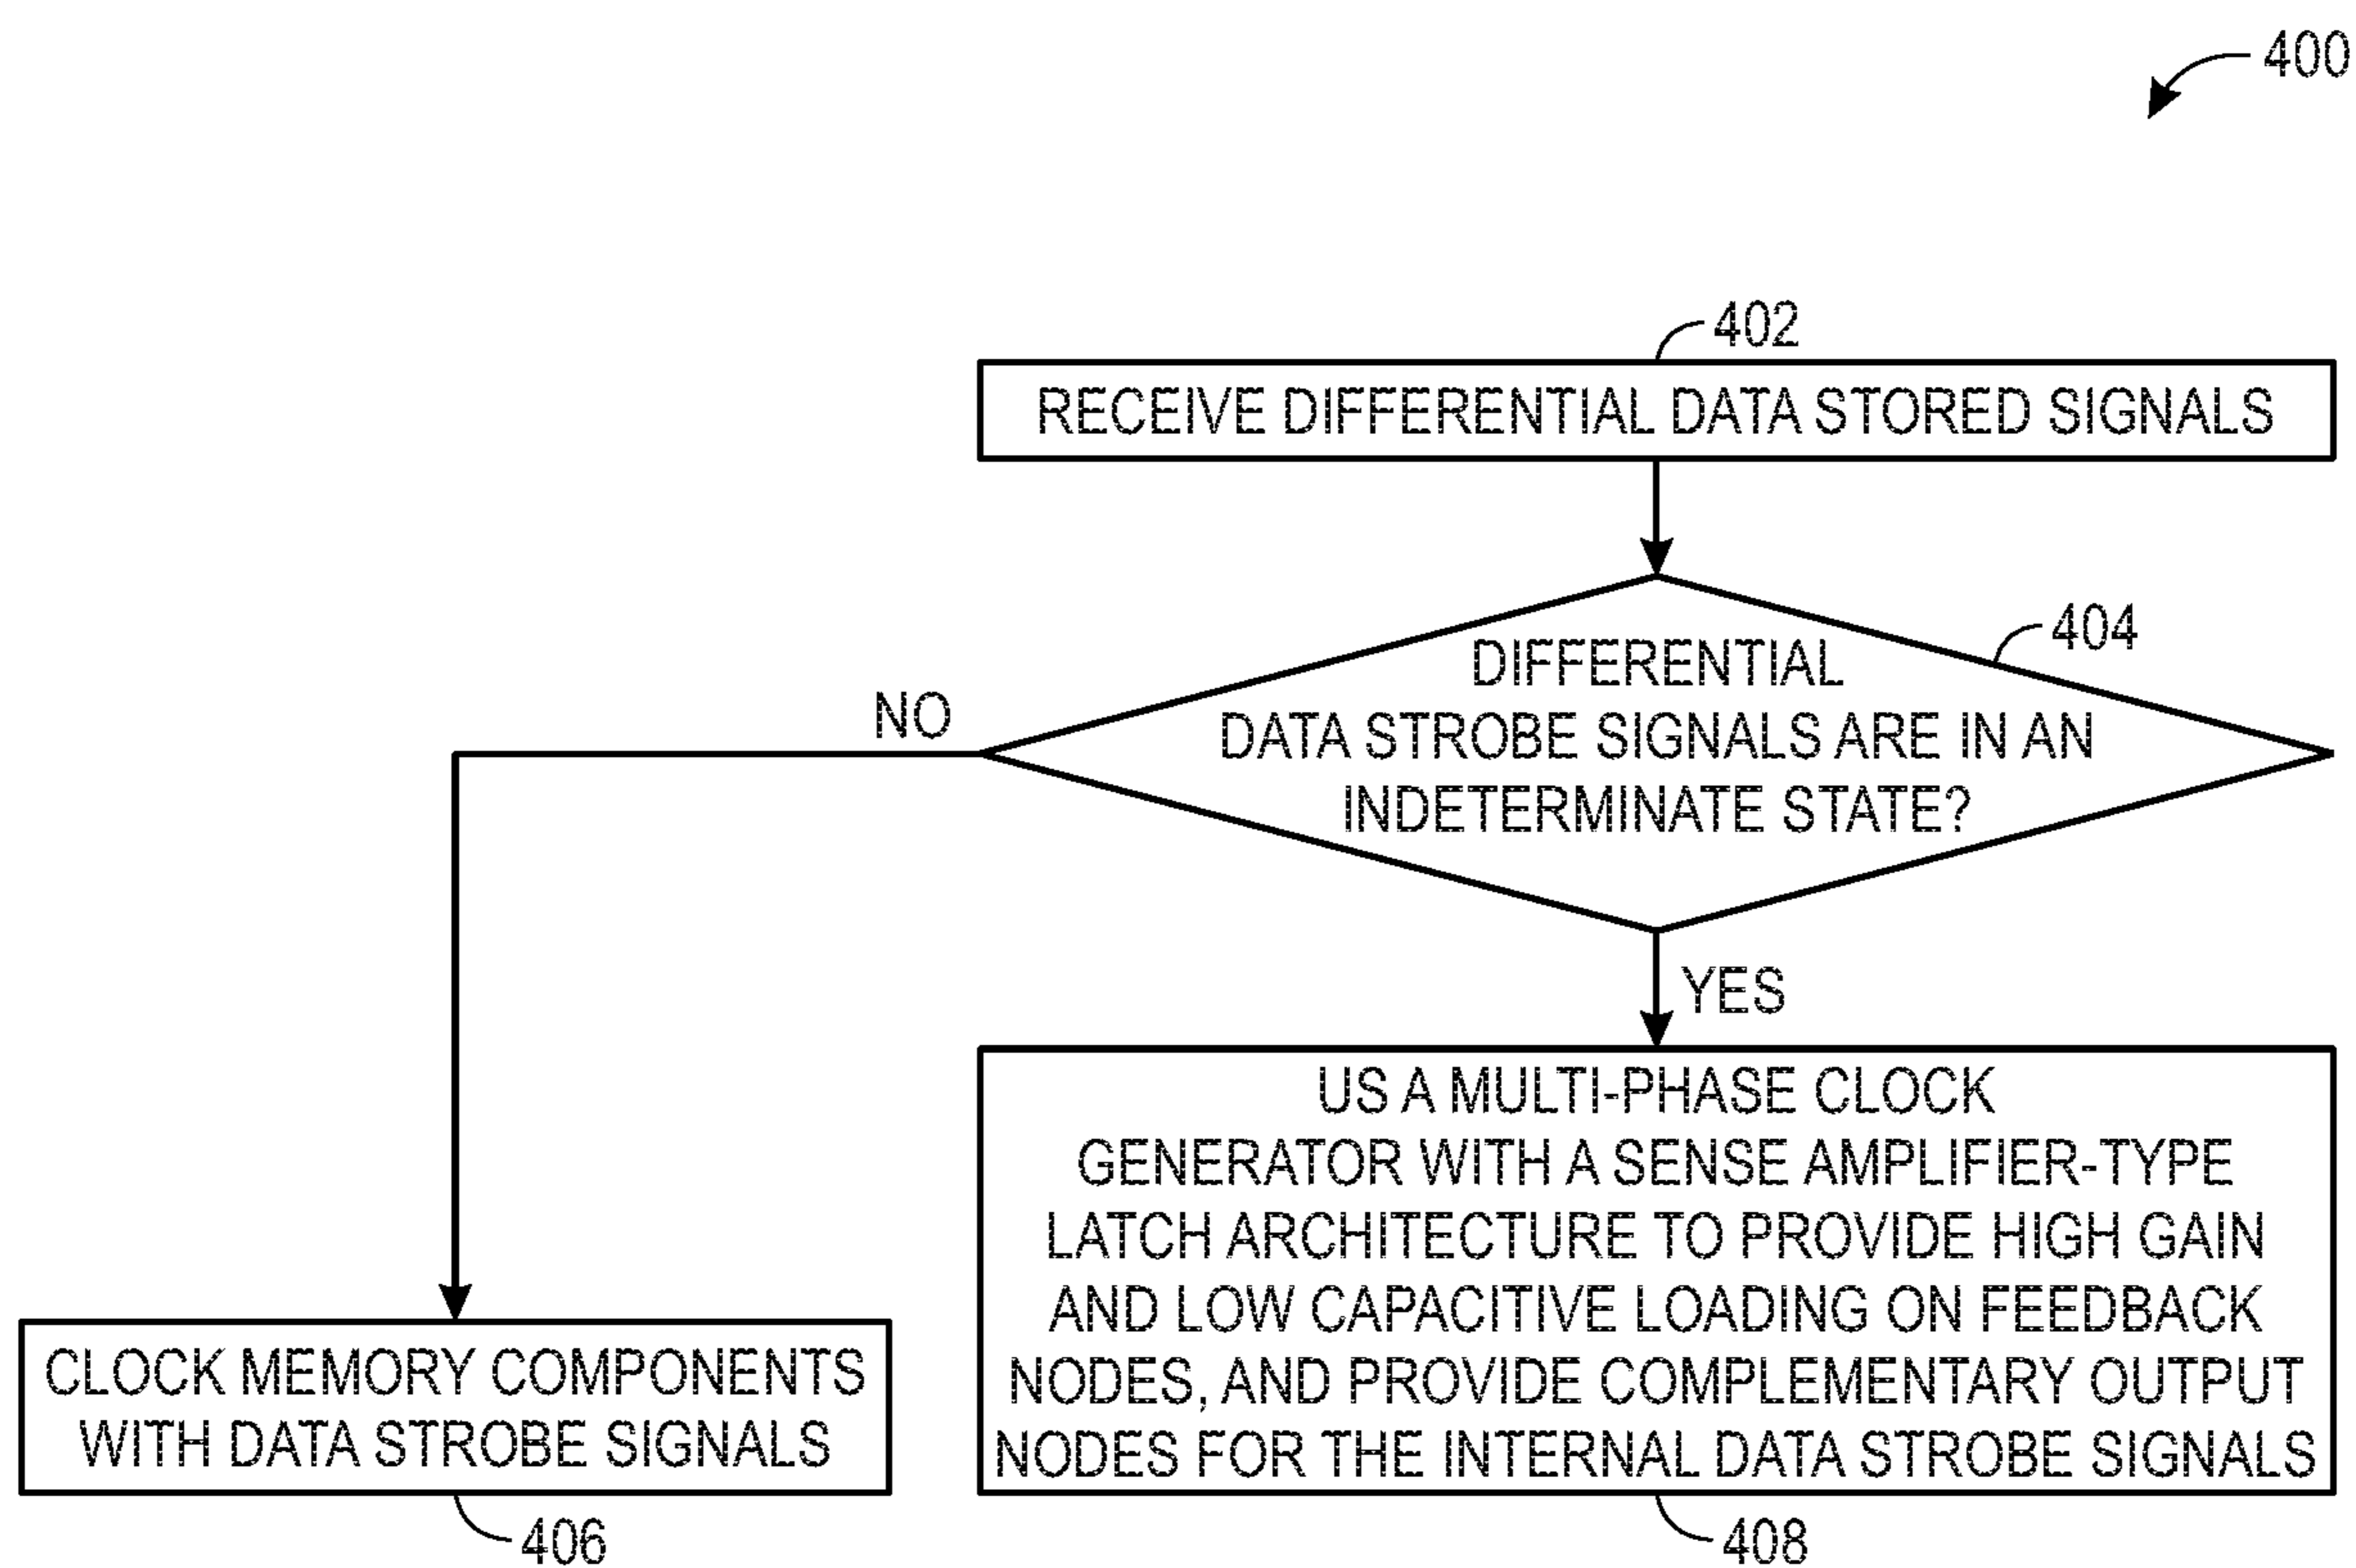 400
402
RECEIVE DIFFERENTIAL DATA STORED SIGNALS
404
DIFFERENTIAL
DATA STROBE SIGNALS ARE IN AN
INDETERMINATE STATE?
NO
YES
US A MULTI-PHASE CLOCK
GENERATOR WITH A SENSE AMPLIFIER-TYPE
LATCH ARCHITECTURE TO PROVIDE HIGH GAIN
AND LOW CAPACITIVE LOADING ON FEEDBACK
NODES, AND PROVIDE COMPLEMENTARY OUTPUT
NODES FOR THE INTERNAL DATA STROBE SIGNALS
CLOCK MEMORY COMPONENTS
WITH DATA STROBE SIGNALS
406
408